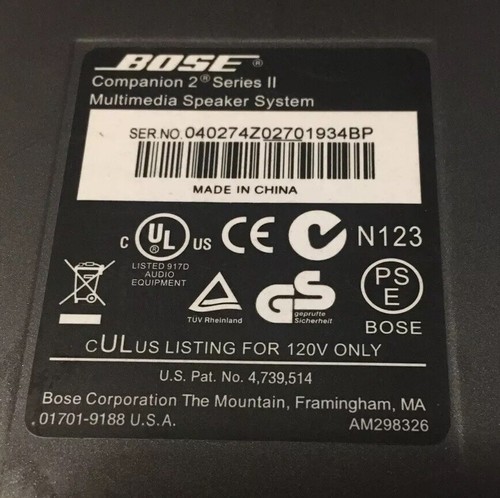 BOSE ®
Companion 2® Series II
Multimedia Speaker System
SER.NO. 040274Z02701934BP
MADE IN CHINA
C UL ® US CE N123
LISTED 917D
AUDIO
EQUIPMENT
TÜV Rheinland
GS
geprüfte
Sicherheit
PS
E
BOSE
CULUS LISTING FOR 120V ONLY
U.S. Pat. No. 4,739,514
Bose Corporation The Mountain, Framingham, MA
01701-9188 U.S.A. AM298326